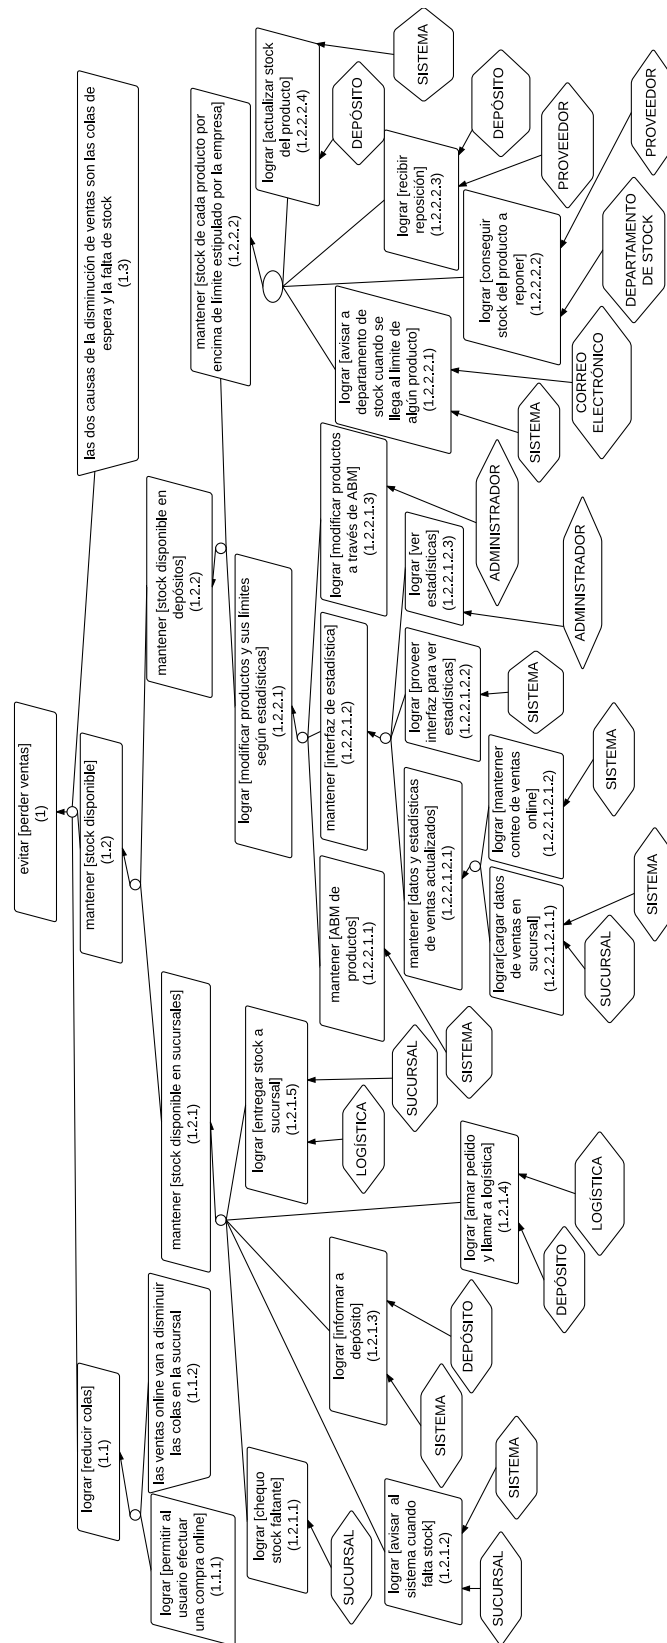 evitar [perder ventas]
(1)
lograr [reducir colas]
(1.1)
mantener [stock disponible]
(1.2)
las dos causas de la disminución de ventas son las colas de
espera y la falta de stock
(1.3)
lograr [permitir al
usuario efectuar
una compra online]
(1.1.1)
las ventas online van a disminuir
las colas en la sucursal
(1.1.2)
mantener [stock disponible en sucursales]
(1.2.1)
mantener [stock disponible en
depósitos]
(1.2.2)
lograr [chequo
stock faltante]
(1.2.1.1)
SUCURSAL
lograr [avisar al
sistema cuando
falta stock]
(1.2.1.2)
SUCURSAL
SISTEMA
lograr [informar a
depósito]
(1.2.1.3)
SISTEMA
DEPÓSITO
lograr [armar pedido
y llamar a logística]
(1.2.1.4)
DEPÓSITO
LOGÍSTICA
lograr [entregar stock a
sucursal]
(1.2.1.5)
LOGÍSTICA
SUCURSAL
lograr [modificar productos y sus límites
según estadísticas]
(1.2.2.1)
mantener [stock de cada producto por
encima de límite estipulado por la empresa]
(1.2.2.2)
mantener [ABM de
productos]
(1.2.2.1.1)
SISTEMA
mantener [interfaz de estadística]
(1.2.2.1.2)
lograr [modificar productos
a través de ABM]
(1.2.2.1.3)
ADMINISTRADOR
mantener [datos y estadísticas
de ventas actualizados]
(1.2.2.1.2.1)
lograr [proveer
interfaz para ver
estadísticas]
(1.2.2.1.2.2)
SISTEMA
lograr [ver
estadísticas]
(1.2.2.1.2.3)
ADMINISTRADOR
lograr[cargar datos
de ventas en
sucursal]
(1.2.2.1.2.1.1)
SUCURSAL
SISTEMA
lograr [mantener
conteo de ventas
online]
(1.2.2.1.2.1.2)
SISTEMA
lograr [avisar a
departamento de
stock cuando se
llega al límite de
algún producto]
(1.2.2.2.1)
SISTEMA
CORREO
ELECTRÓNICO
lograr [conseguir
stock del producto a
reponer]
(1.2.2.2.2)
DEPARTAMENTO
DE STOCK
PROVEEDOR
lograr [recibir
reposición]
(1.2.2.2.3)
PROVEEDOR
DEPÓSITO
lograr [actualizar stock
del producto]
(1.2.2.2.4)
DEPÓSITO
SISTEMA